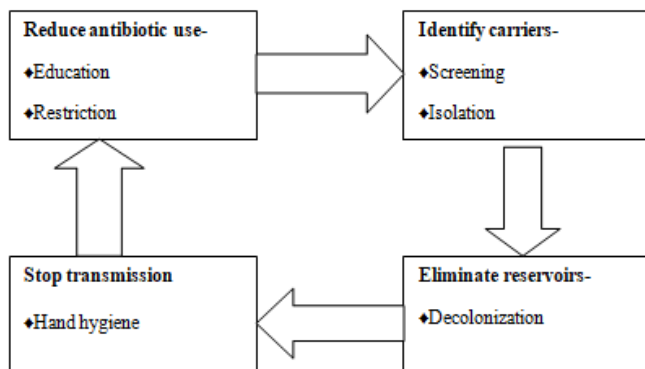 Reduce antibiotic use-
♦Education
♦Restriction
Identify carriers-
♦Screening
♦Isolation
Stop transmission
♦Hand hygiene
Eliminate reservoirs-
♦Decolonization